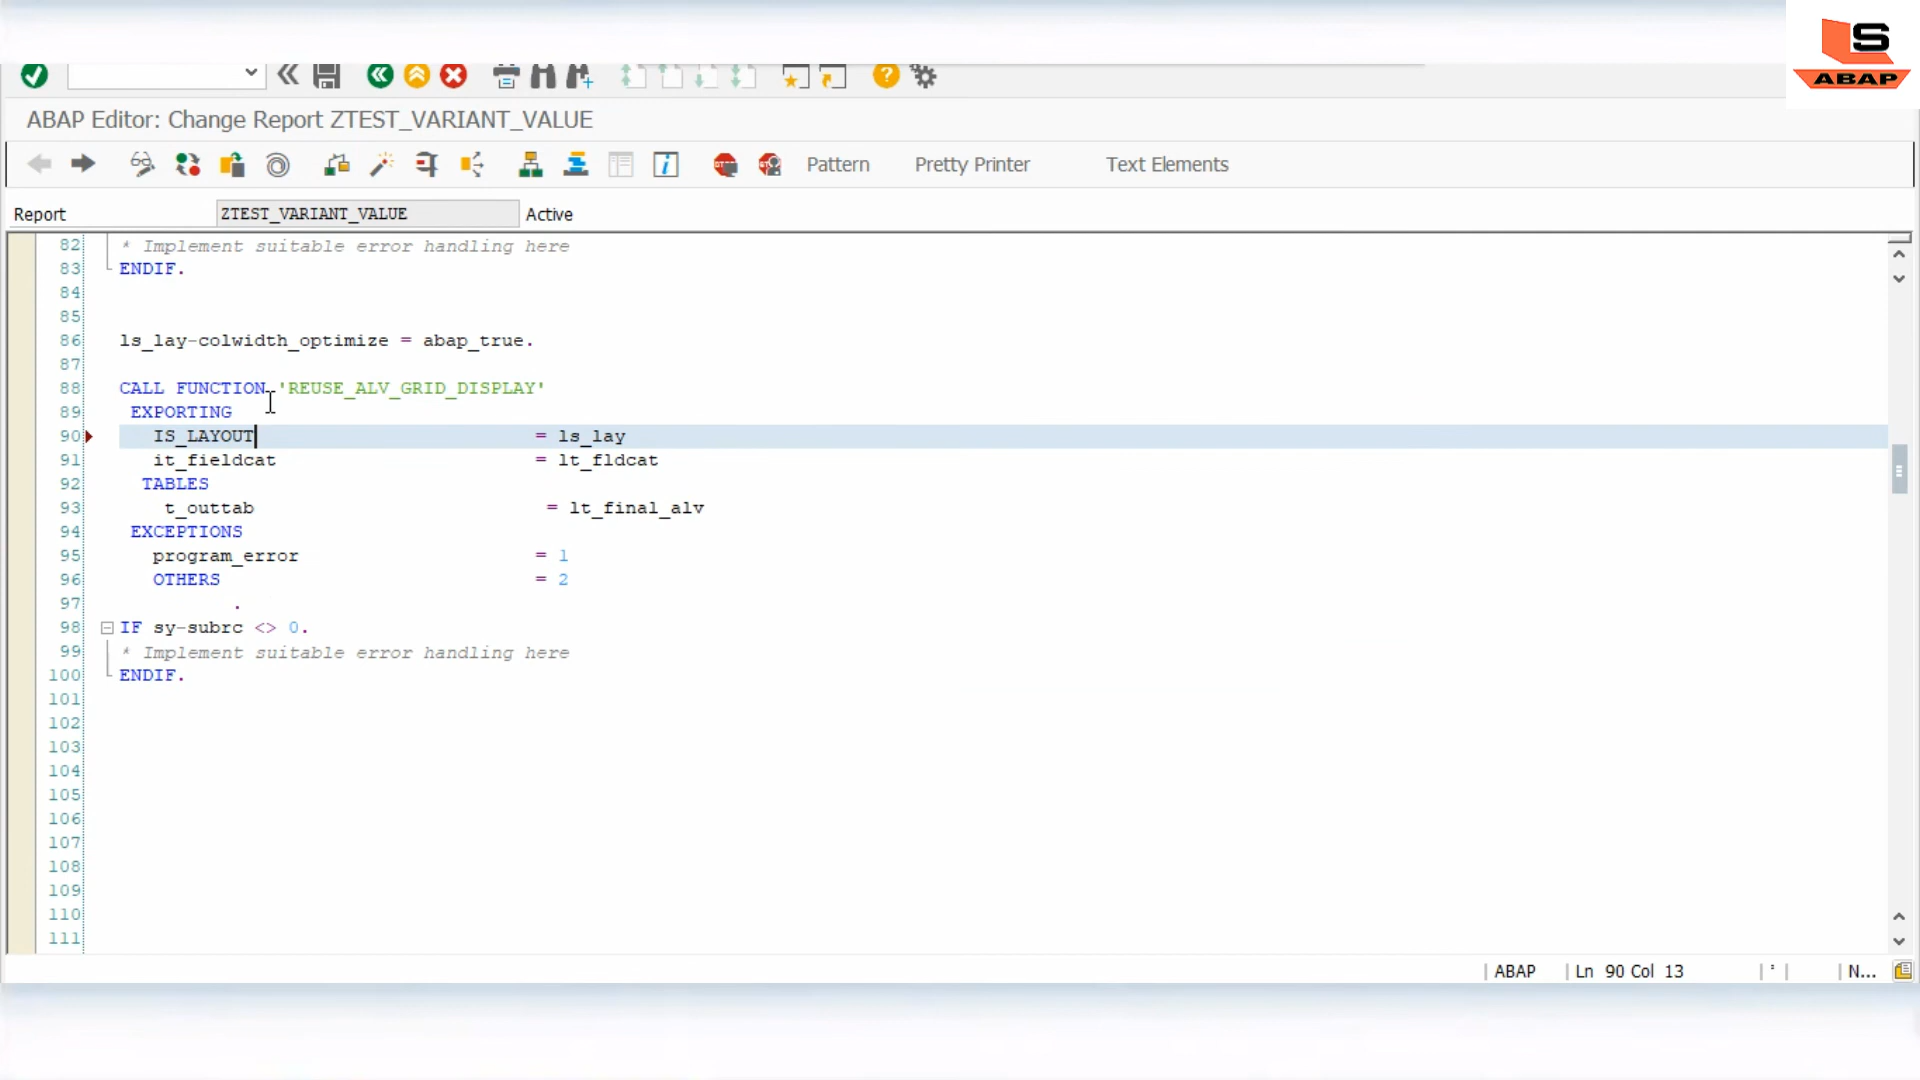 S
ABAP
ABAP Editor: Change Report ZTEST_VARIANT_VALUE
Pattern Pretty Printer Text Elements
Report ZTEST_VARIANT_VALUE Active
82 * Implement suitable error handling here
83 ENDIF.
84
85
86 ls_lay-colwidth_optimize = abap_true.
87
88 CALL FUNCTION 'REUSE_ALV_GRID_DISPLAY'
89 EXPORTING
90 IS_LAYOUT = ls_lay
91 it_fieldcat = lt_fldcat
92 TABLES
93 t_outtab = lt_final_alv
94 EXCEPTIONS
95 program_error = 1
96 OTHERS = 2
97 .
98 IF sy-subrc <> 0.
99 * Implement suitable error handling here
100 ENDIF.
101
102
103
104
105
106
107
108
109
110
111
ABAP Ln 90 Col 13 N...